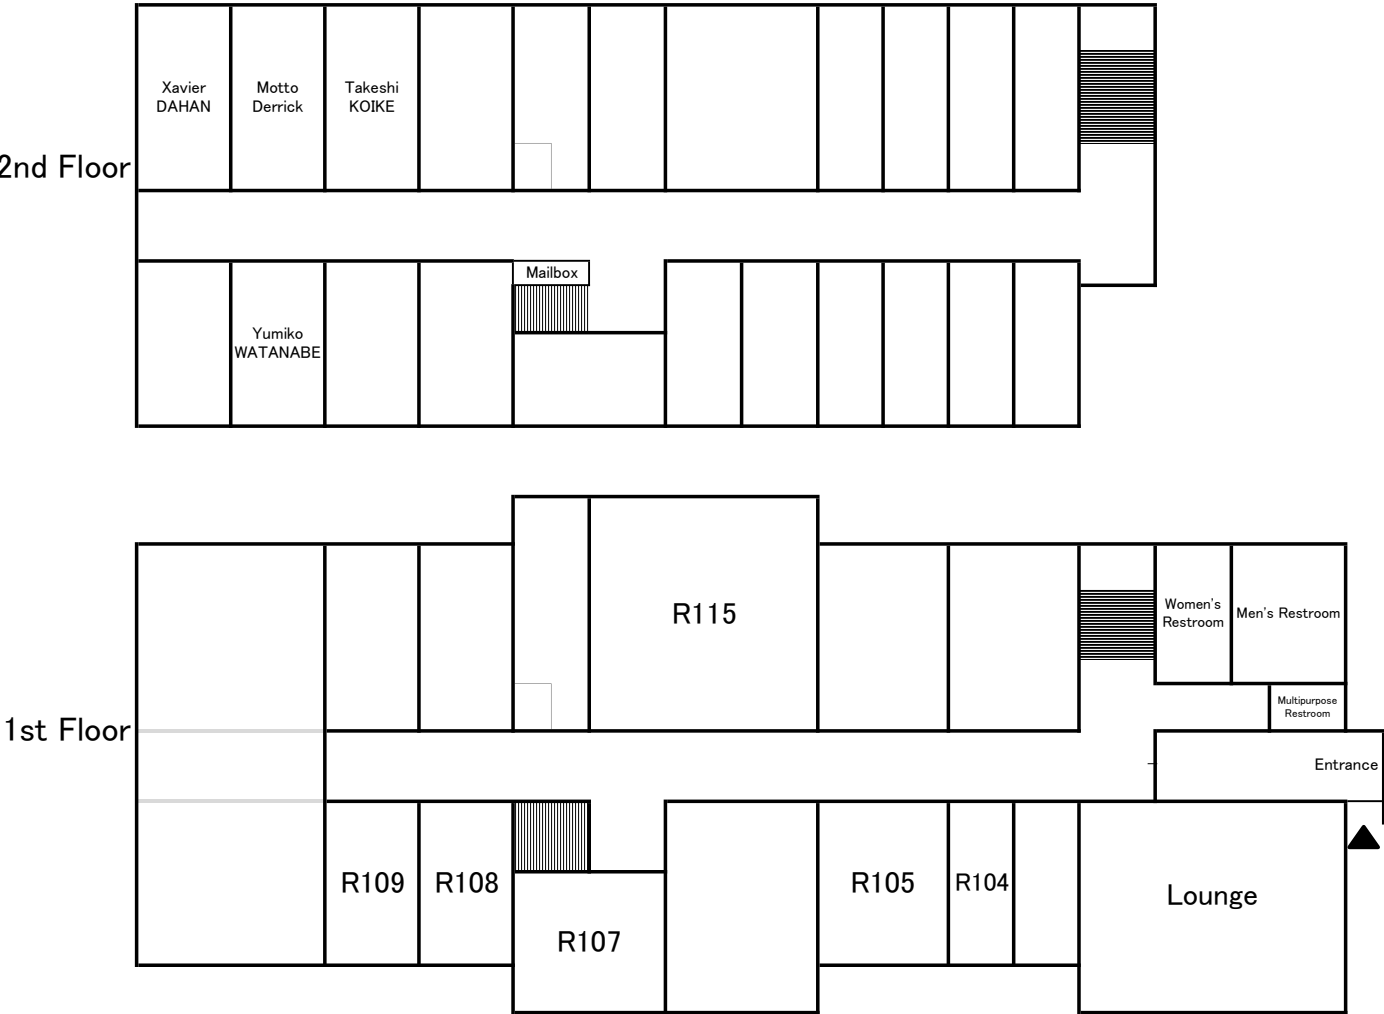 Xavier
DAHAN
Motto
Derrick
Takeshi
KOIKE
2nd Floor
Mailbox
Yumiko
WATANABE
R115
Women's
Restroom
Men's Restroom
Multipurpose
Restroom
1st Floor
Entrance
R109
R108
R107
R105
R104
Lounge